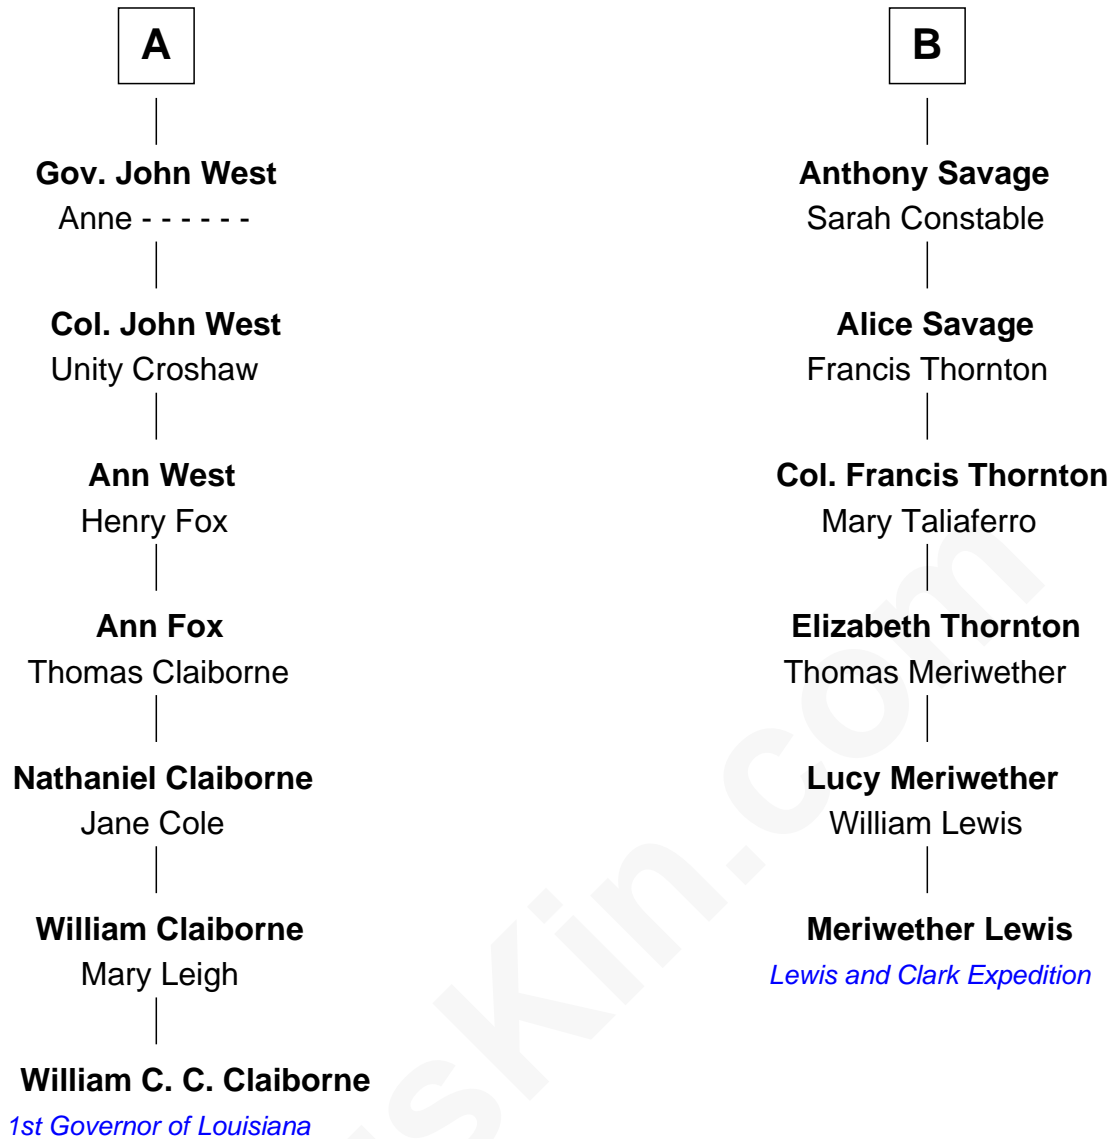 A
Gov. John West
Anne - - - - - -
Col. John West
Unity Croshaw
Ann West
Henry Fox
Ann Fox
Thomas Claiborne
Nathaniel Claiborne
Jane Cole
William Claiborne
Mary Leigh
William C. C. Claiborne
1st Governor of Louisiana
B
Anthony Savage
Sarah Constable
Alice Savage
Francis Thornton
Col. Francis Thornton
Mary Taliaferro
Elizabeth Thornton
Thomas Meriwether
Lucy Meriwether
William Lewis
Meriwether Lewis
Lewis and Clark Expedition
sKin.com